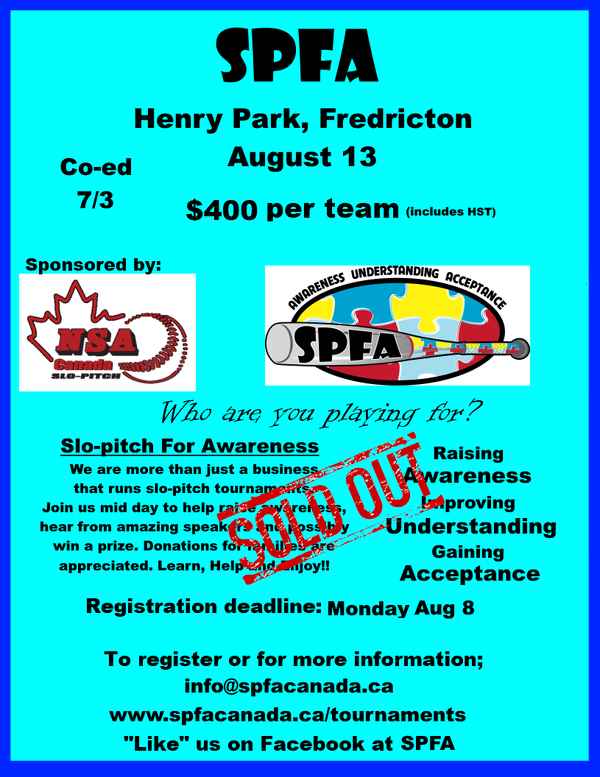 SPFA
Henry Park, Fredricton
August 13
Co-ed
7/3
$400 per team (includes HST)
Sponsored by:
NSA
Canada
SLO-PITCH
AWARENESS UNDERSTANDING ACCEPTANCE
SPFA
Who are you playing for?
Slo-pitch For Awareness
We are more than just a business
that runs slo-pitch tournaments.
Join us mid day to help raise awareness,
hear from amazing speakers and possibly
win a prize. Donations for families are
appreciated. Learn, Help and Enjoy!!
SOLD OUT
Raising
Awareness
Improving
Understanding
Gaining
Acceptance
Registration deadline: Monday Aug 8
To register or for more information;
info@spfacanada.ca
www.spfacanada.ca/tournaments
"Like" us on Facebook at SPFA